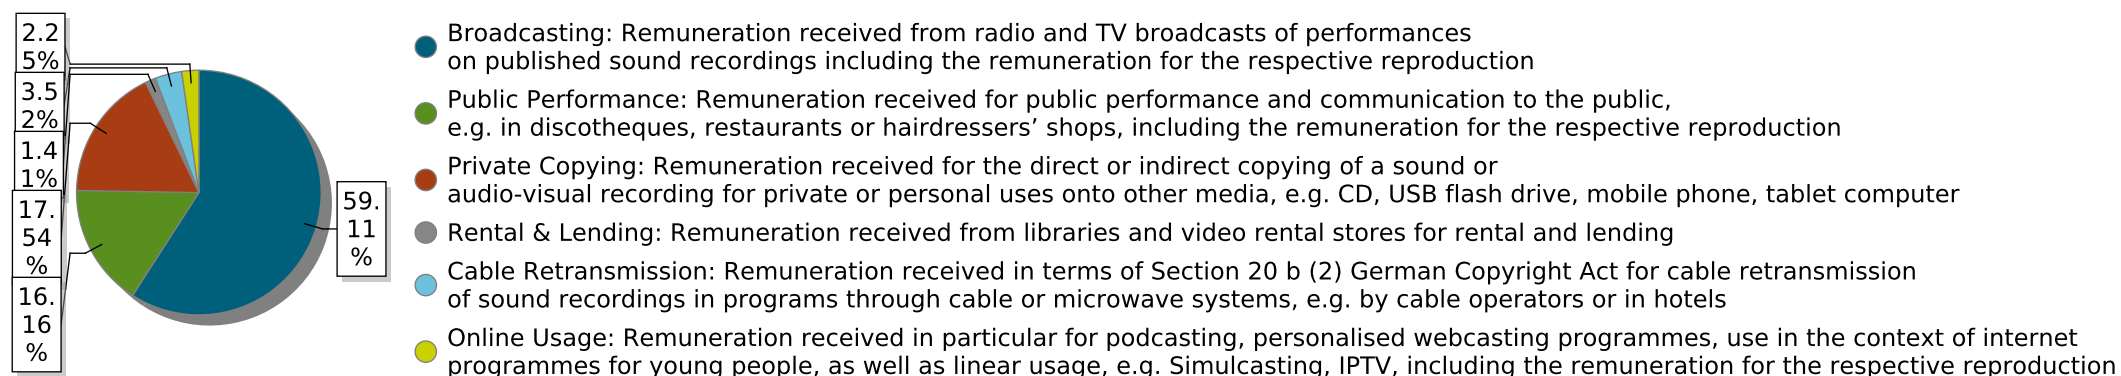 2.2
5%
3.5
2%
1.4
1%
17.
54
%
16.
16
%
59.
11
%
Broadcasting: Remuneration received from radio and TV broadcasts of performances
on published sound recordings including the remuneration for the respective reproduction
Public Performance: Remuneration received for public performance and communication to the public,
e.g. in discotheques, restaurants or hairdressers’ shops, including the remuneration for the respective reproduction
Private Copying: Remuneration received for the direct or indirect copying of a sound or
audio-visual recording for private or personal uses onto other media, e.g. CD, USB flash drive, mobile phone, tablet computer
Rental & Lending: Remuneration received from libraries and video rental stores for rental and lending
Cable Retransmission: Remuneration received in terms of Section 20 b (2) German Copyright Act for cable retransmission
of sound recordings in programs through cable or microwave systems, e.g. by cable operators or in hotels
Online Usage: Remuneration received in particular for podcasting, personalised webcasting programmes, use in the context of internet
programmes for young people, as well as linear usage, e.g. Simulcasting, IPTV, including the remuneration for the respective reproduction